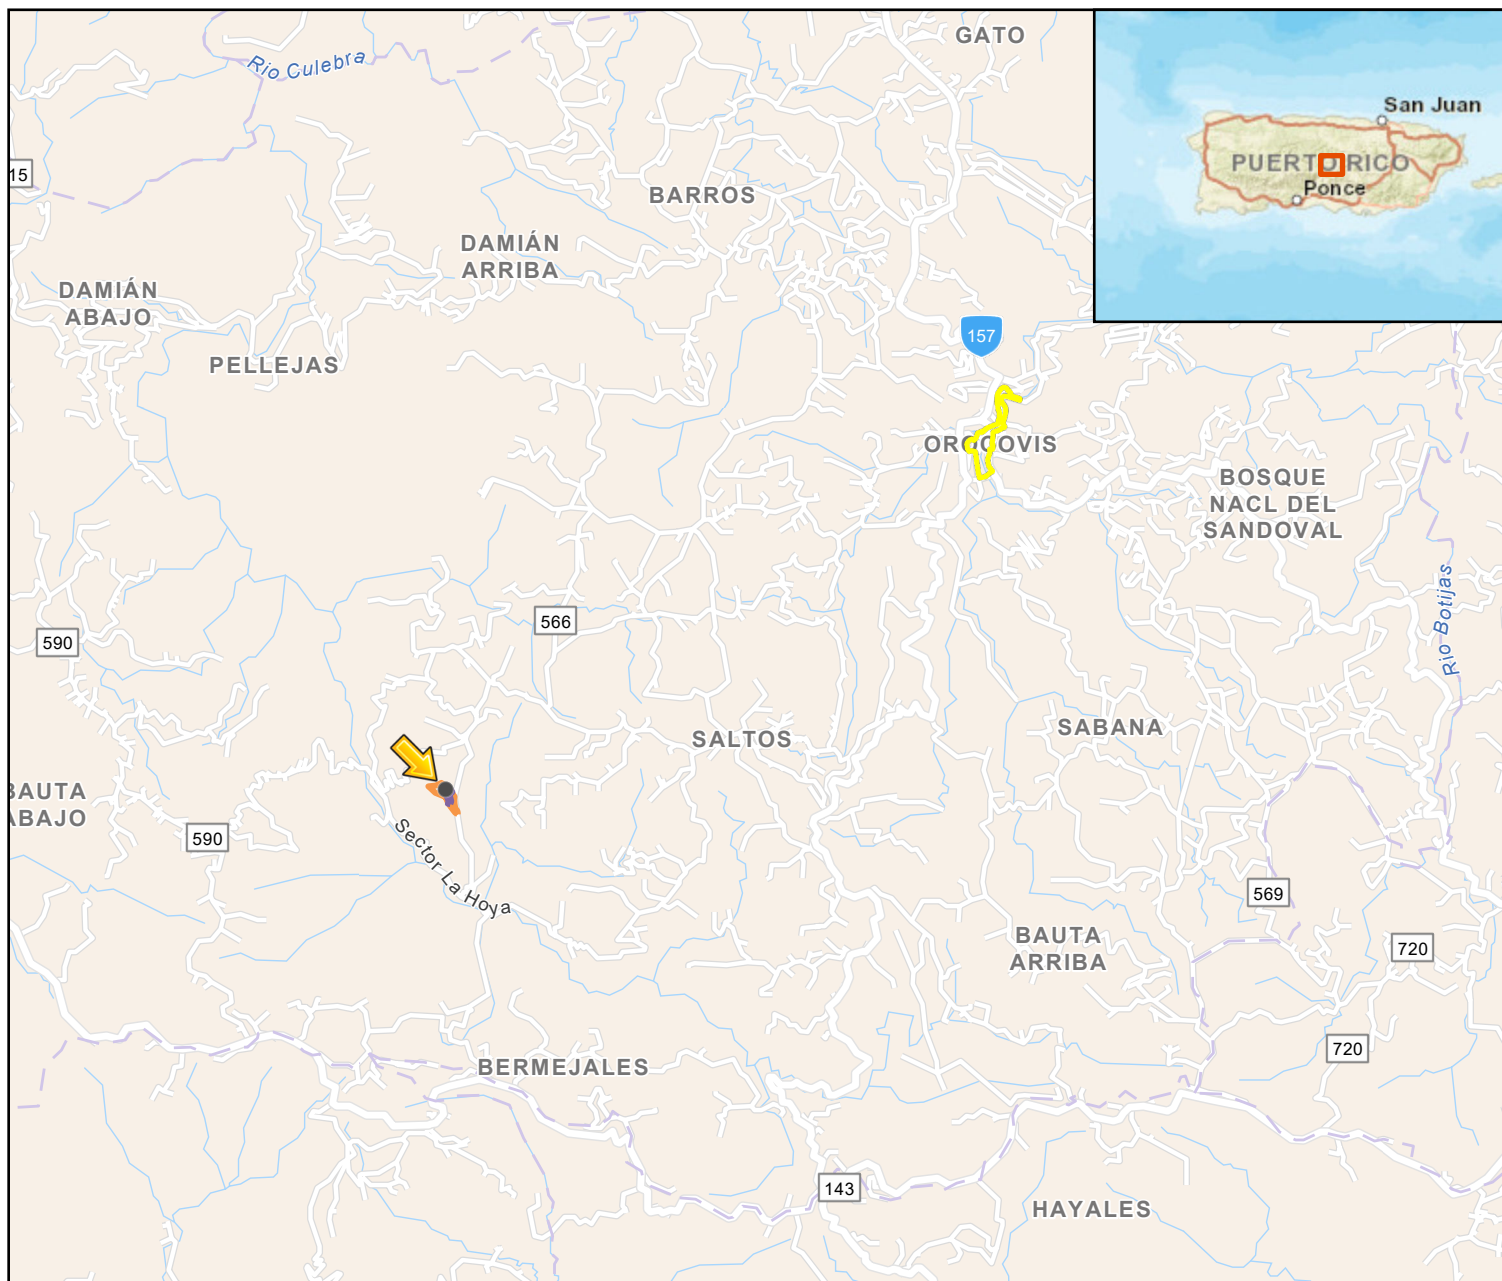 GATO
Rio Culebra
San Juan
PUERTO RICO
Ponce
15
BARROS
DAMIÁN
ARRIBA
DAMIÁN
ABAJO
PELLEJAS
157
OROCOVIS
BOSQUE
NACL DEL
SANDOVAL
Rio Botijas
566
590
SABANA
SALTOS
BAUTA
ABAJO
590
Sector La Hoya
569
BAUTA
ARRIBA
720
720
BERMEJALES
143
HAYALES